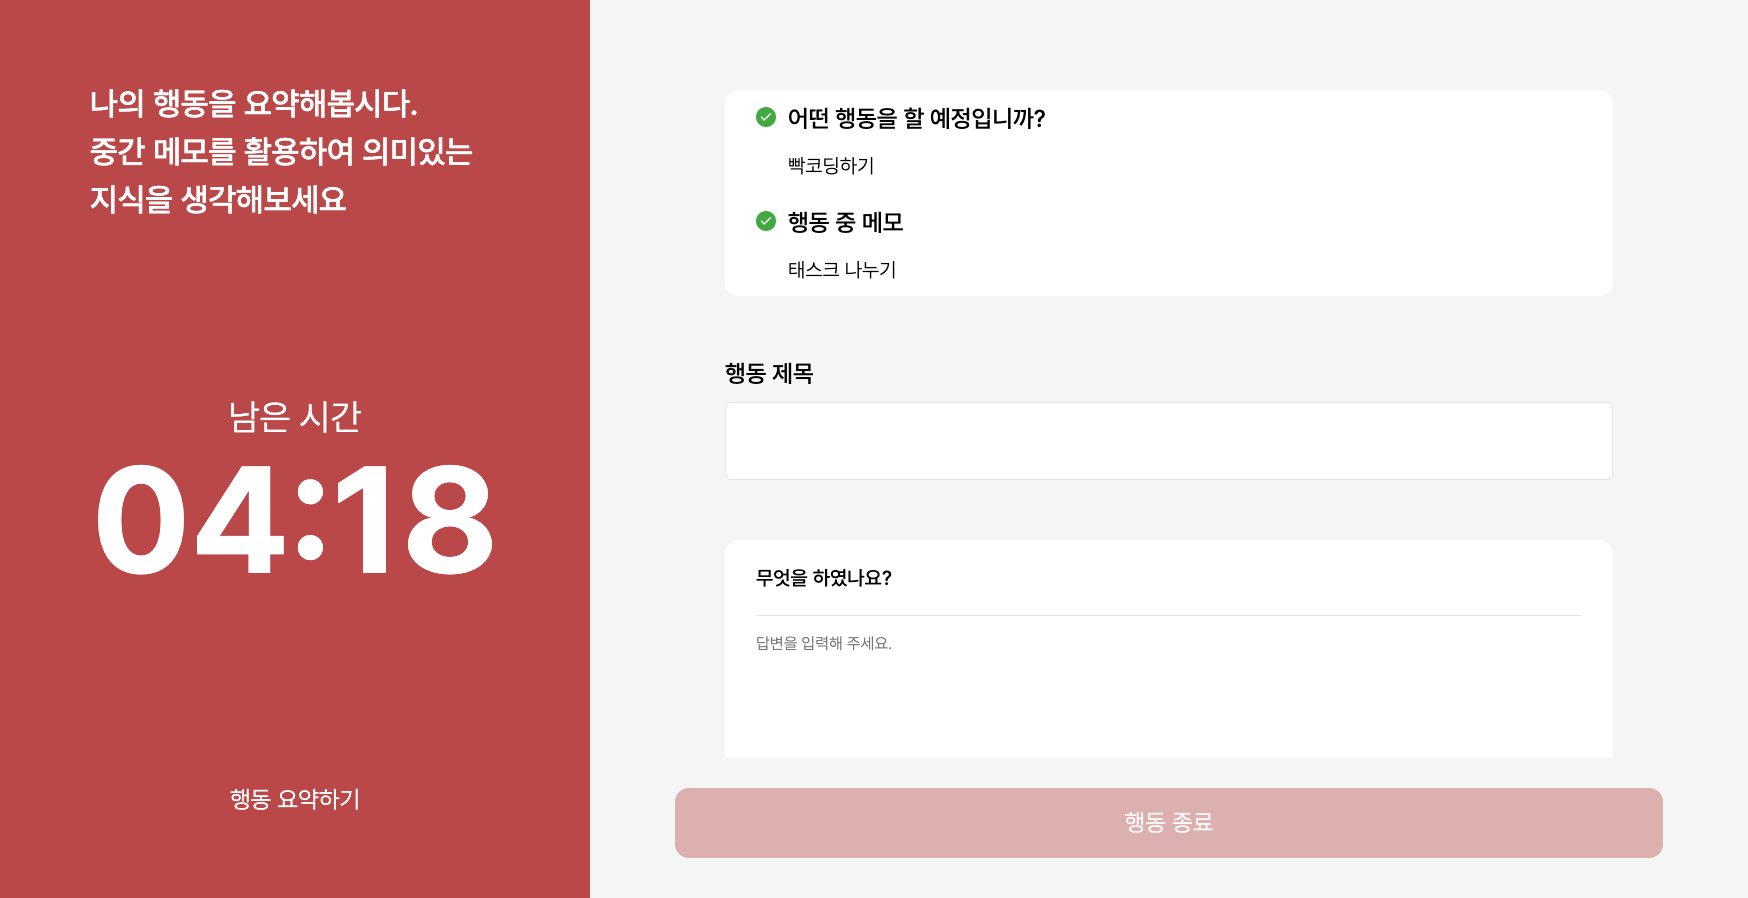 나의 행동을 요약해봅시다.
중간 메모를 활용하여 의미있는
지식을 생각해보세요
남은 시간
04:18
행동 요약하기
어떤 행동을 할 예정입니까?
빡코딩하기
행동 중 메모
태스크 나누기
행동 제목
무엇을 하였나요?
답변을 입력해 주세요.
행동 종료